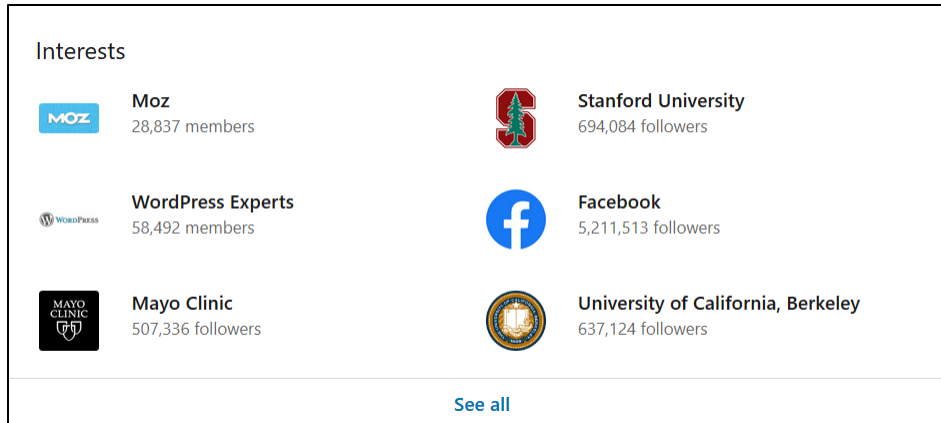 Interests
MOZ
Moz
28,837 members
Stanford University
694,084 followers
WORDPRESS
WordPress Experts
58,492 members
Facebook
5,211,513 followers
MAYO
CLINIC
Mayo Clinic
507,336 followers
University of California, Berkeley
637,124 followers
See all